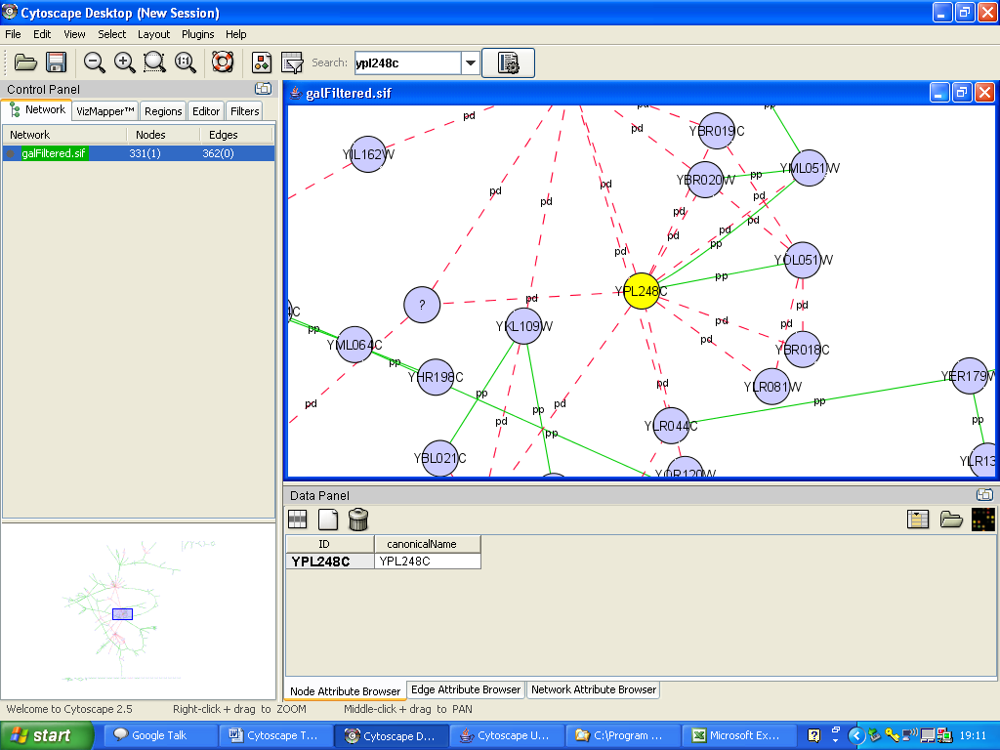 Cytoscape Desktop (New Session)
File Edit View Select Layout Plugins Help
Search: ypl248c
Control Panel
Network VizMapper™ Regions Editor Filters
Network Nodes Edges
galFiltered.sif 331(1) 362(0)
galFiltered.sif
pd pd pp
YBR019C
pd
YIL162W
YML051W
YBR020W pp
pd pd pd
pd pd pd
pd pd
pp
pd YOL051W
pp
YPL248C
pd
?
pd
4C
YKL109W pd pd
pp
pd
YML064C YBR018C
pp
YHR198C YER179W
pd YLR081W
pp pp
pd pd
pp
pd YLR044C pp
pp
YBL021C YLR13
YOR120W
Data Panel
ID canonicalName
YPL248C YPL248C
Node Attribute Browser Edge Attribute Browser Network Attribute Browser
Welcome to Cytoscape 2.5 Right-click + drag to ZOOM Middle-click + drag to PAN
start Google Talk Cytoscape T... Cytoscape D... Cytoscape U... C:\Program ... Microsoft Ex... 19:11